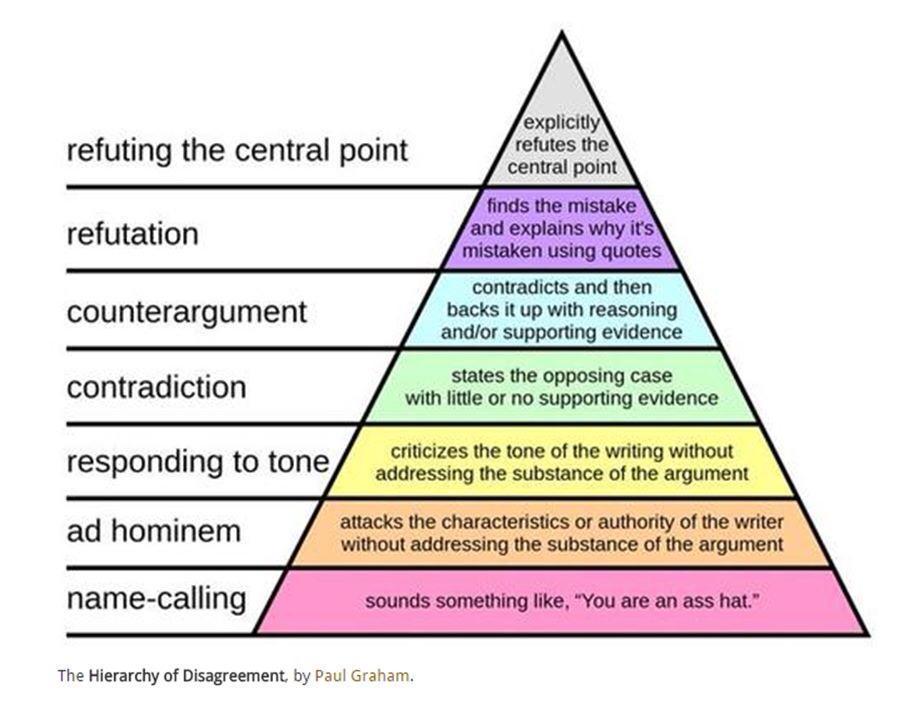 refuting the central point
explicitly
refutes the
central point
refutation
finds the mistake
and explains why it's
mistaken using quotes
counterargument
contradicts and then
backs it up with reasoning
and/or supporting evidence
contradiction
states the opposing case
with little or no supporting evidence
responding to tone
criticizes the tone of the writing without
addressing the substance of the argument
ad hominem
attacks the characteristics or authority of the writer
without addressing the substance of the argument
name-calling
sounds something like, “You are an ass hat.”
The Hierarchy of Disagreement, by Paul Graham.